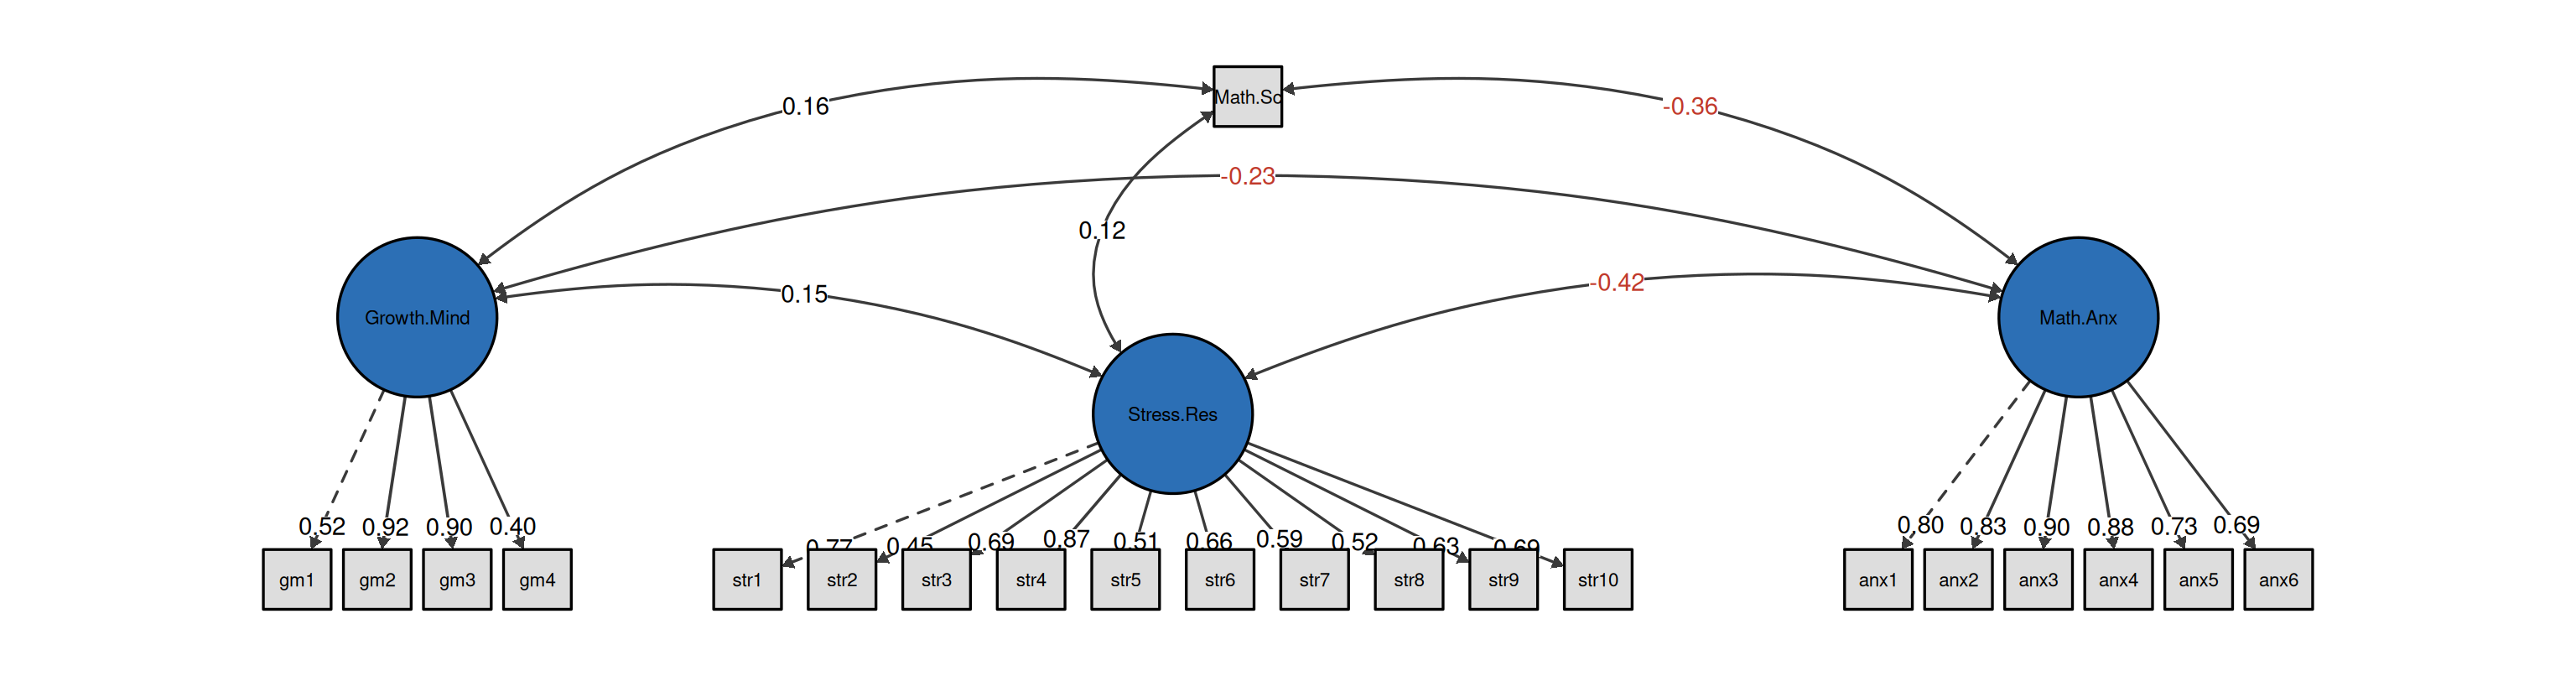 Math.Sc
0.16
-0.36
-0.23
0.12
0.15
-0.42
Growth.Mind
Math.Anx
Stress.Res
0.52 0.92 0.90 0.40
0.77 0.45 0.69 0.87 0.51 0.66 0.59 0.52 0.63 0.69
0.80 0.83 0.90 0.88 0.73 0.69
gm1 gm2 gm3 gm4
str1 str2 str3 str4 str5 str6 str7 str8 str9 str10
anx1 anx2 anx3 anx4 anx5 anx6